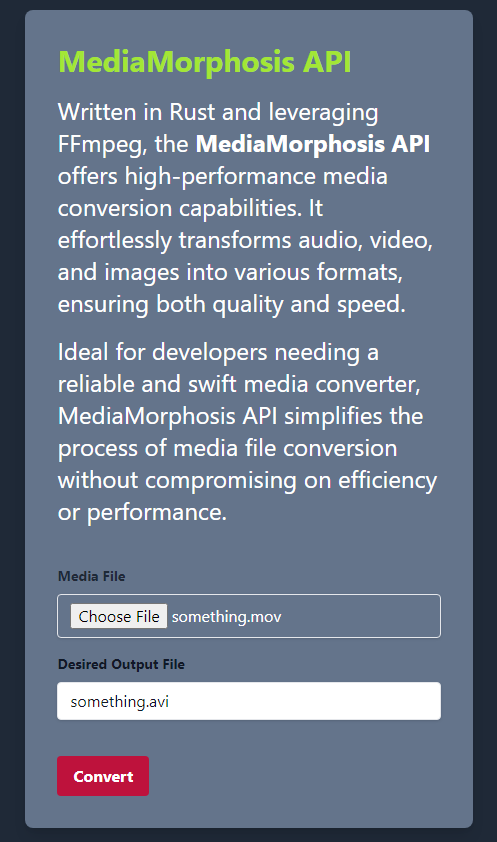 MediaMorphosis API
Written in Rust and leveraging
FFmpeg, the MediaMorphosis API
offers high-performance media
conversion capabilities. It
effortlessly transforms audio, video,
and images into various formats,
ensuring both quality and speed.
Ideal for developers needing a
reliable and swift media converter,
MediaMorphosis API simplifies the
process of media file conversion
without compromising on efficiency
or performance.
Media File
Choose File something.mov
Desired Output File
something.avi
Convert